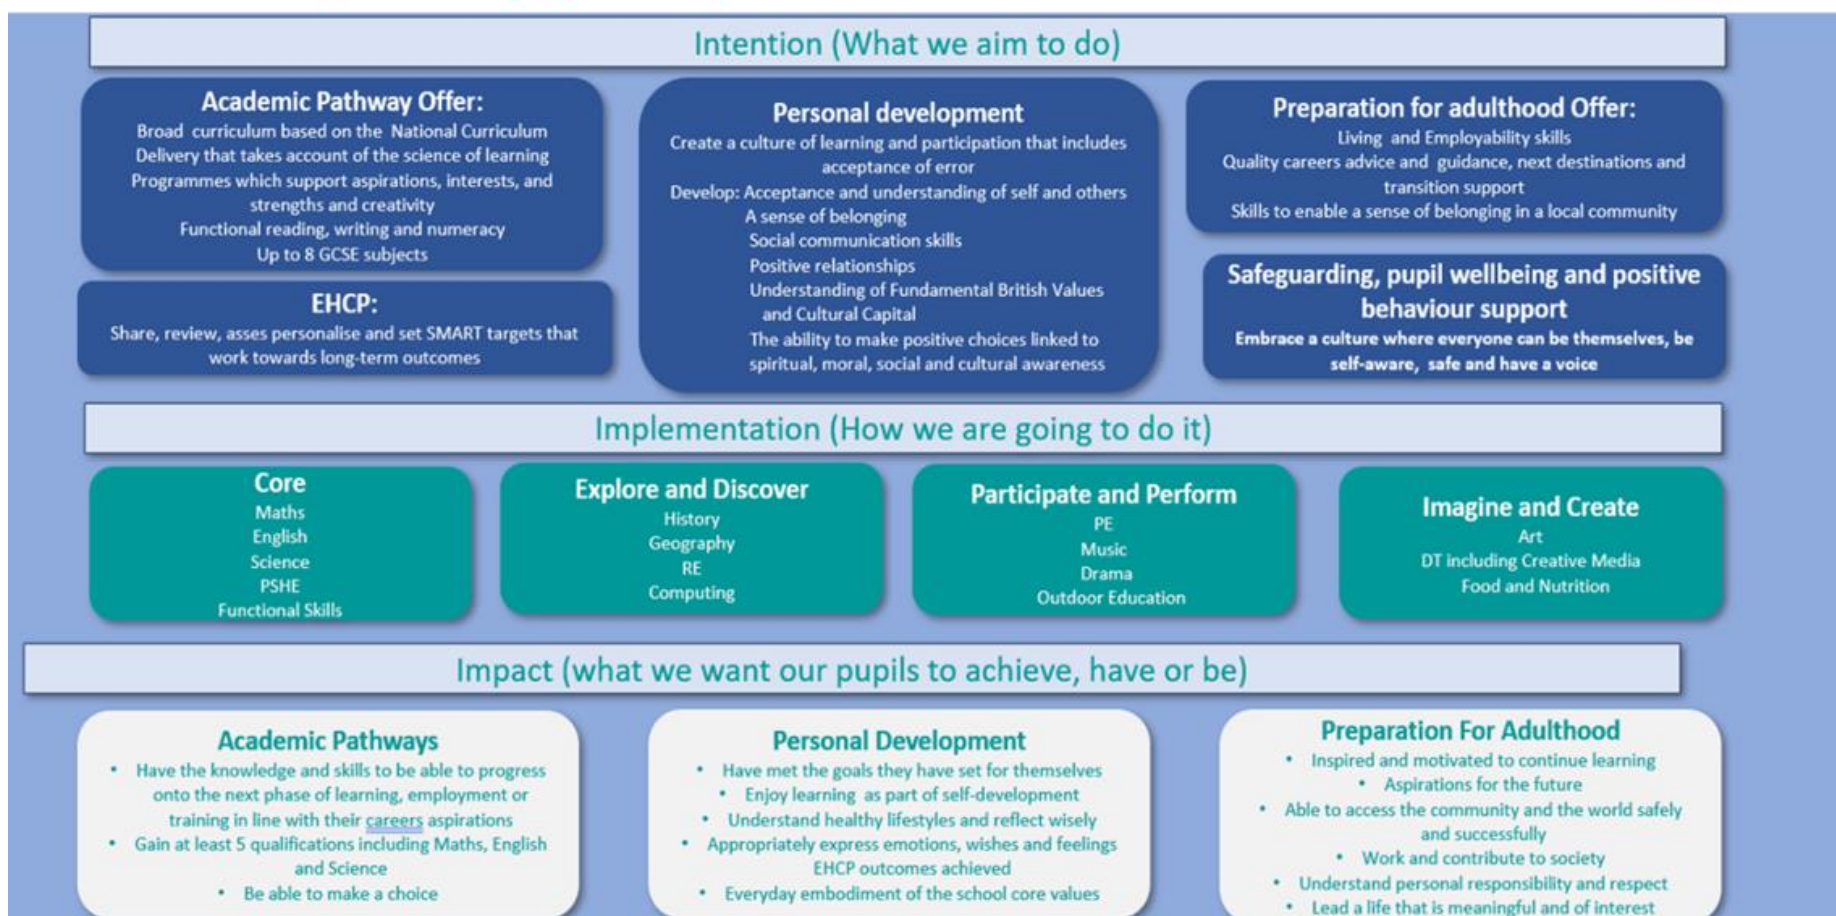 Intention (What we aim to do)
Academic Pathway Offer:
Broad curriculum based on the National Curriculum
Delivery that takes account of the science of learning
Programmes which support aspirations, interests, and
strengths and creativity
Functional reading, writing and numeracy
Up to 8 GCSE subjects
EHCP:
Share, review, asses personalise and set SMART targets that
work towards long-term outcomes
Personal development
Create a culture of learning and participation that includes
acceptance of error
Develop: Acceptance and understanding of self and others
A sense of belonging
Social communication skills
Positive relationships
Understanding of Fundamental British Values
and Cultural Capital
The ability to make positive choices linked to
spiritual, moral, social and cultural awareness
Preparation for adulthood Offer:
Living and Employability skills
Quality careers advice and guidance, next destinations and
transition support
Skills to enable a sense of belonging in a local community
Safeguarding, pupil wellbeing and positive
behaviour support
Embrace a culture where everyone can be themselves, be
self-aware, safe and have a voice
Implementation (How we are going to do it)
Core
Maths
English
Science
PSHE
Functional Skills
Explore and Discover
History
Geography
RE
Computing
Participate and Perform
PE
Music
Drama
Outdoor Education
Imagine and Create
Art
DT including Creative Media
Food and Nutrition
Impact (what we want our pupils to achieve, have or be)
Academic Pathways
• Have the knowledge and skills to be able to progress
onto the next phase of learning, employment or
training in line with their careers aspirations
• Gain at least 5 qualifications including Maths, English
and Science
• Be able to make a choice
Personal Development
• Have met the goals they have set for themselves
• Enjoy learning as part of self-development
• Understand healthy lifestyles and reflect wisely
• Appropriately express emotions, wishes and feelings
EHCP outcomes achieved
• Everyday embodiment of the school core values
Preparation For Adulthood
• Inspired and motivated to continue learning
• Aspirations for the future
• Able to access the community and the world safely
and successfully
• Work and contribute to society
• Understand personal responsibility and respect
• Lead a life that is meaningful and of interest